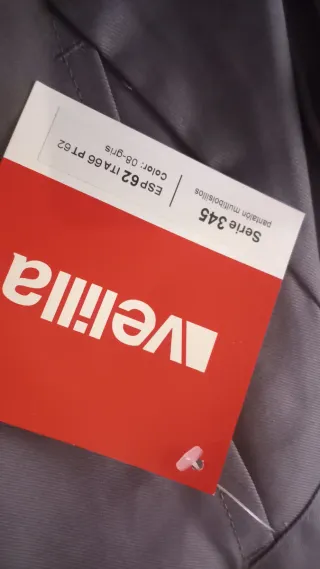 velilla
Serie 345
pantalón multibolsillos
ESP 62 ITA 66 PT 62
Color: 08-gris